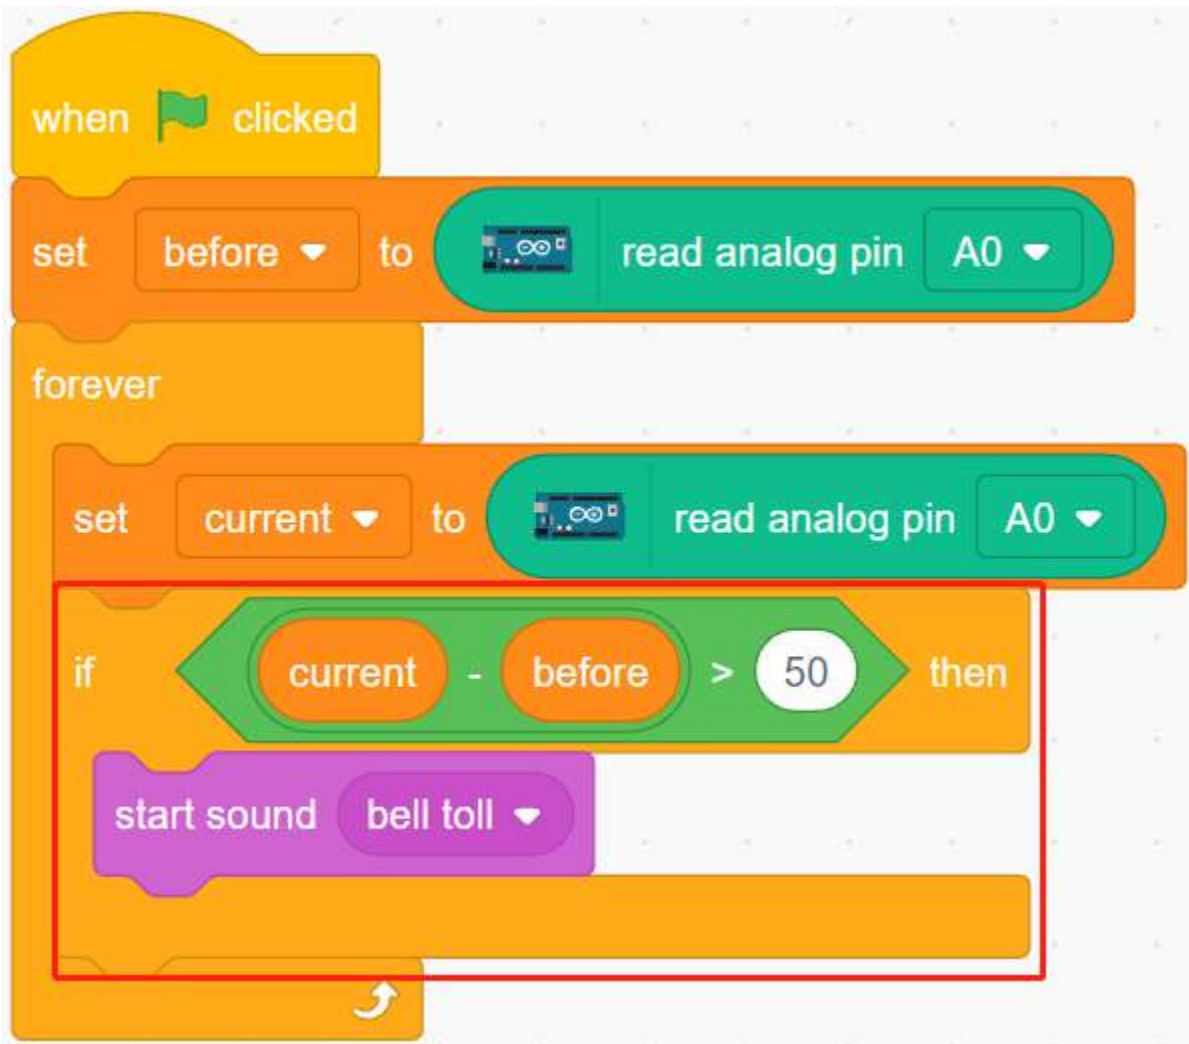 when clicked
set before to read analog pin A0
forever
set current to read analog pin A0
if current - before > 50 then
start sound bell toll